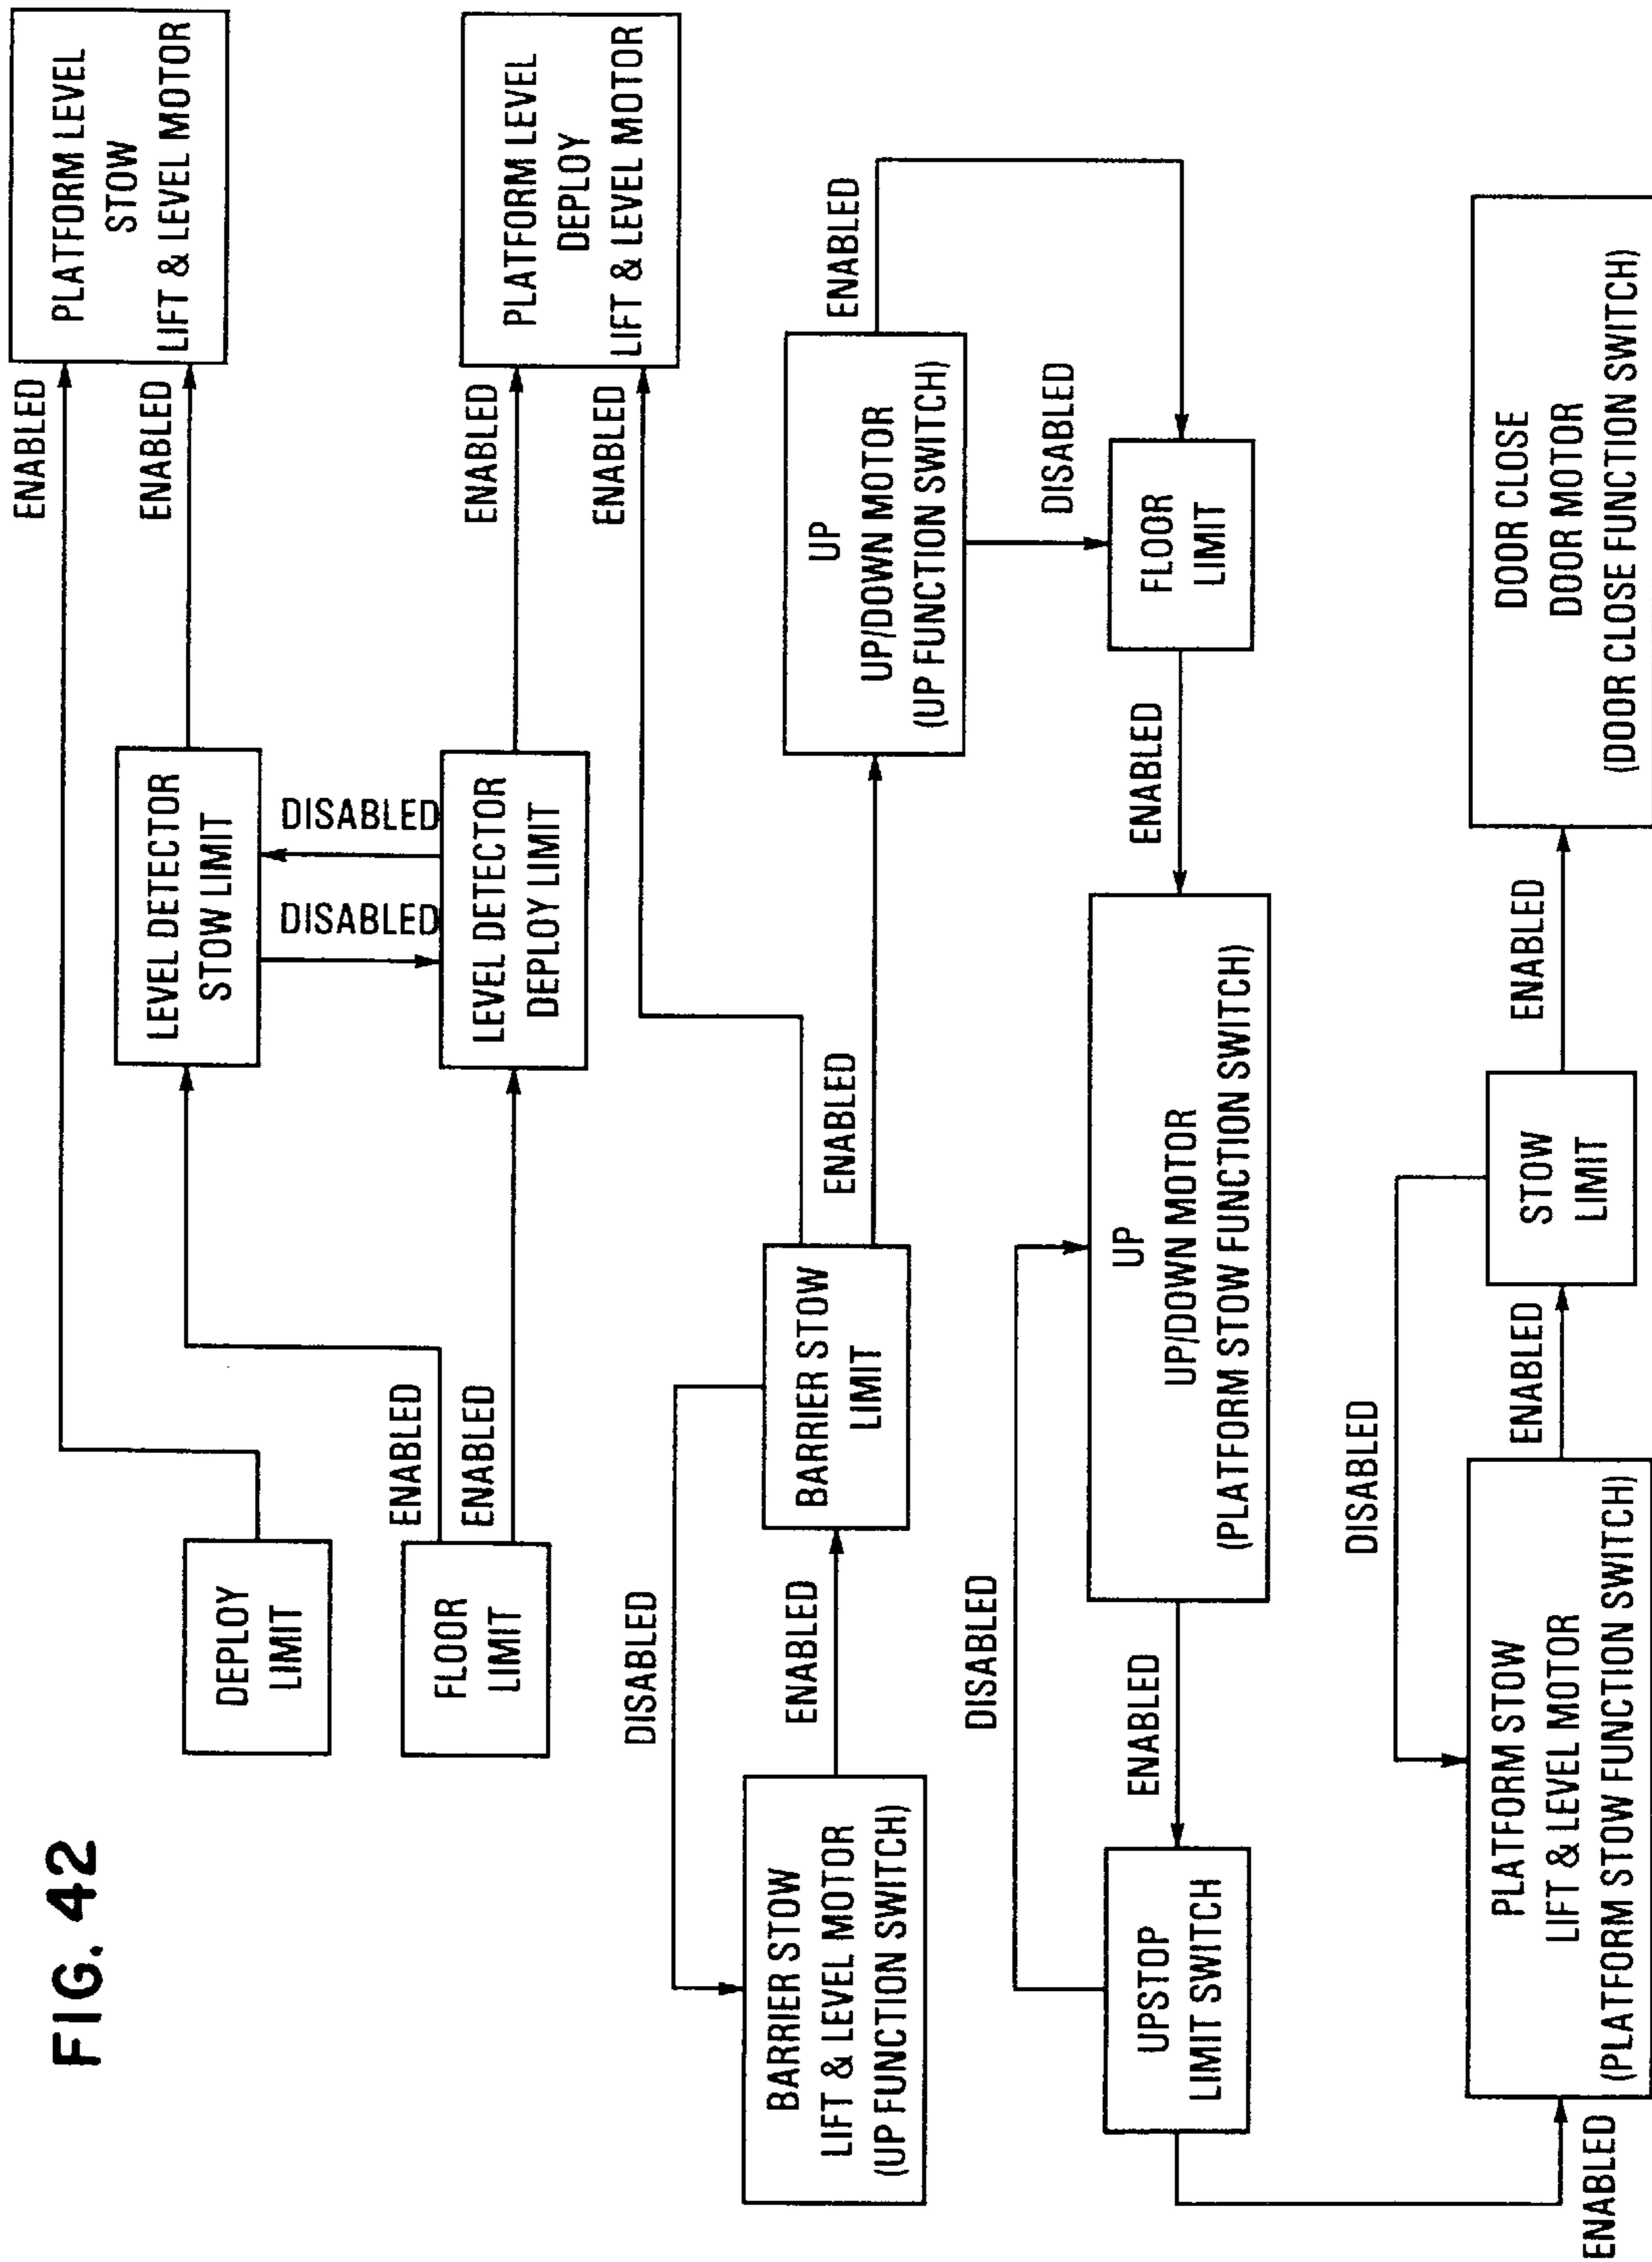 FIG. 42
DEPLOY
LIMIT
ENABLED
PLATFORM LEVEL
STOW
LIFT & LEVEL MOTOR
FLOOR
LIMIT
ENABLED
ENABLED
LEVEL DETECTOR
STOW LIMIT
ENABLED
DISABLED
DISABLED
LEVEL DETECTOR
DEPLOY LIMIT
ENABLED
PLATFORM LEVEL
DEPLOY
LIFT & LEVEL MOTOR
ENABLED
DISABLED
BARRIER STOW
LIFT & LEVEL MOTOR
(UP FUNCTION SWITCH)
ENABLED
BARRIER STOW
LIMIT
ENABLED
UP
UP/DOWN MOTOR
(UP FUNCTION SWITCH)
ENABLED
DISABLED
FLOOR
LIMIT
ENABLED
UP
UP/DOWN MOTOR
(PLATFORM STOW FUNCTION SWITCH)
DISABLED
ENABLED
UPSTOP
LIMIT SWITCH
ENABLED
PLATFORM STOW
LIFT & LEVEL MOTOR
(PLATFORM STOW FUNCTION SWITCH)
DISABLED
ENABLED
STOW
LIMIT
ENABLED
DOOR CLOSE
DOOR MOTOR
(DOOR CLOSE FUNCTION SWITCH)